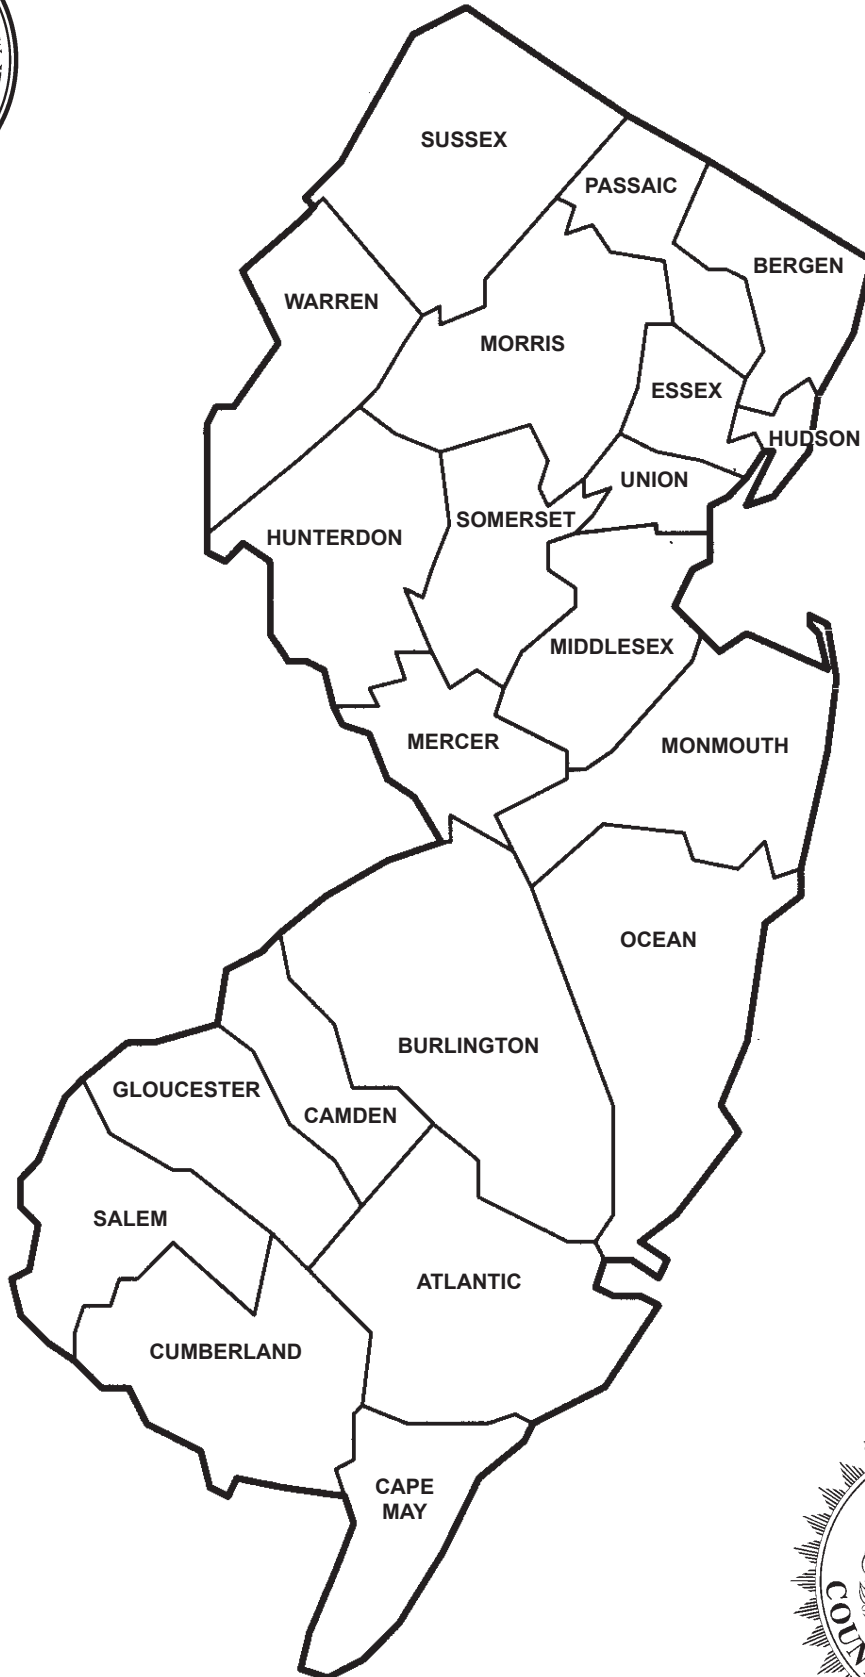 SUSSEX
PASSAIC
BERGEN
WARREN
MORRIS
ESSEX
HUDSON
UNION
SOMERSET
HUNTERDON
MIDDLESEX
MERCER
MONMOUTH
OCEAN
BURLINGTON
GLOUCESTER
CAMDEN
SALEM
ATLANTIC
CUMBERLAND
CAPE
MAY